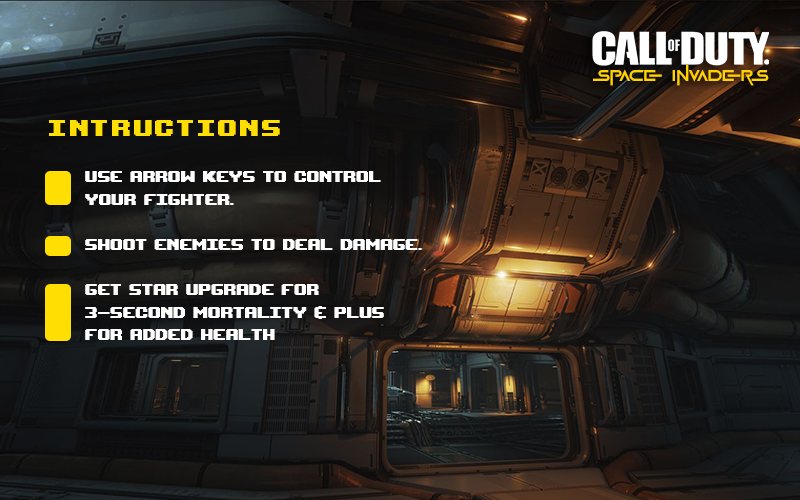 CALL OF DUTY.
SPACE INVADERS
INTRUCTIONS
USE ARROW KEYS TO CONTROL
YOUR FIGHTER.
SHOOT ENEMIES TO DEAL DAMAGE.
GET STAR UPGRADE FOR
3-SECOND MORTALITY & PLUS
FOR ADDED HEALTH